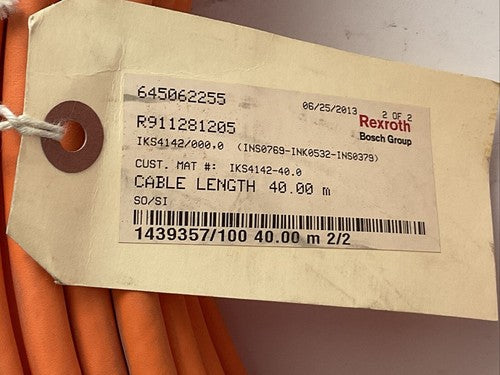 645062255
06/25/2013 2 OF 2
R911281205
Rexroth
Bosch Group
IKS4142/000.0 (INS0769-INK0532-INS0379)
CUST. MAT #: IKS4142-40.0
CABLE LENGTH 40.00 m
SO/SI
1439357/100 40.00 m 2/2